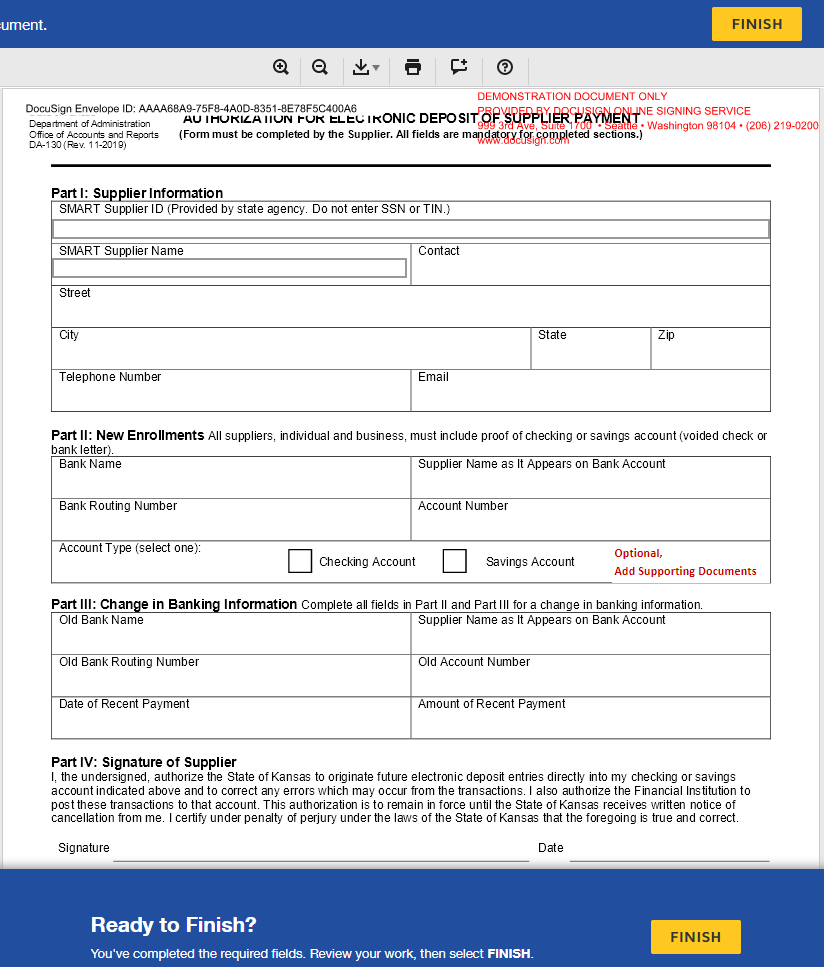 cument.
FINISH
DocuSign Envelope ID: AAAA68A9-75F8-4A0D-8351-8E78F5C400A6
DEMONSTRATION DOCUMENT ONLY
PROVIDED BY DOCUSIGN ONLINE SIGNING SERVICE
999 3rd Ave, Suite 1700 • Seattle • Washington 98104 • (206) 219-0200
www.docusign.com
Department of Administration
Office of Accounts and Reports
DA-130 (Rev. 11-2019)
AUTHORIZATION FOR ELECTRONIC DEPOSIT OF SUPPLIER PAYMENT
(Form must be completed by the Supplier. All fields are mandatory for completed sections.)
Part I: Supplier Information
SMART Supplier ID (Provided by state agency. Do not enter SSN or TIN.)
SMART Supplier Name Contact
Street
City State Zip
Telephone Number Email
Part II: New Enrollments All suppliers, individual and business, must include proof of checking or savings account (voided check or
bank letter).
Bank Name Supplier Name as It Appears on Bank Account
Bank Routing Number Account Number
Account Type (select one): Checking Account Savings Account
Optional,
Add Supporting Documents
Part III: Change in Banking Information Complete all fields in Part II and Part III for a change in banking information.
Old Bank Name Supplier Name as It Appears on Bank Account
Old Bank Routing Number Old Account Number
Date of Recent Payment Amount of Recent Payment
Part IV: Signature of Supplier
I, the undersigned, authorize the State of Kansas to originate future electronic deposit entries directly into my checking or savings
account indicated above and to correct any errors which may occur from the transactions. I also authorize the Financial Institution to
post these transactions to that account. This authorization is to remain in force until the State of Kansas receives written notice of
cancellation from me. I certify under penalty of perjury under the laws of the State of Kansas that the foregoing is true and correct.
Signature Date
Ready to Finish?
You've completed the required fields. Review your work, then select FINISH.
FINISH